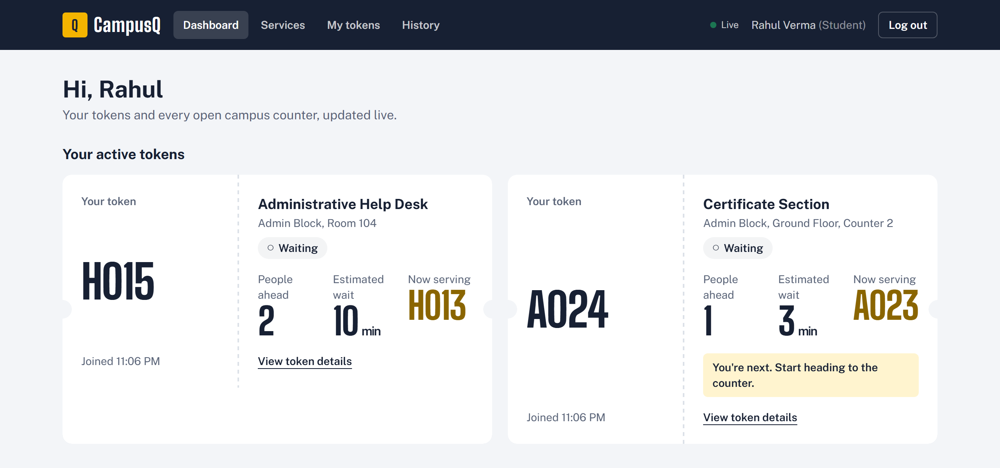 Q CampusQ Dashboard Services My tokens History Live Rahul Verma (Student) Log out
Hi, Rahul
Your tokens and every open campus counter, updated live.
Your active tokens
Your token
H015
Joined 11:06 PM
Administrative Help Desk
Admin Block, Room 104
Waiting
People ahead
2
Estimated wait
10 min
Now serving
H013
View token details
Your token
A024
Joined 11:06 PM
Certificate Section
Admin Block, Ground Floor, Counter 2
Waiting
People ahead
1
Estimated wait
3 min
Now serving
A023
You're next. Start heading to the
counter.
View token details